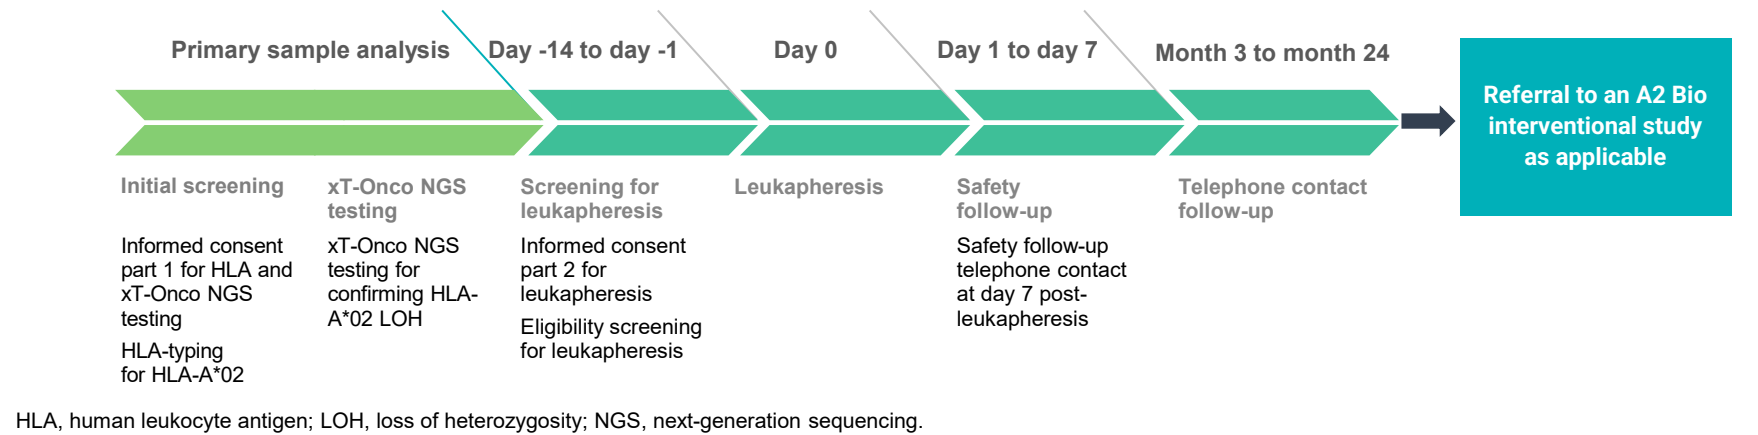 Primary sample analysis
Day -14 to day -1
Day 0
Day 1 to day 7
Month 3 to month 24
Referral to an A2 Bio
interventional study
as applicable
Initial screening
Informed consent
part 1 for HLA and
xT-Onco NGS
testing
HLA-typing
for HLA-A*02
xT-Onco NGS
testing
xT-Onco NGS
testing for
confirming HLA-
A*02 LOH
Screening for
leukapheresis
Informed consent
part 2 for
leukapheresis
Eligibility screening
for leukapheresis
Leukapheresis
Safety
follow-up
Safety follow-up
telephone contact
at day 7 post-
leukapheresis
Telephone contact
follow-up
HLA, human leukocyte antigen; LOH, loss of heterozygosity; NGS, next-generation sequencing.